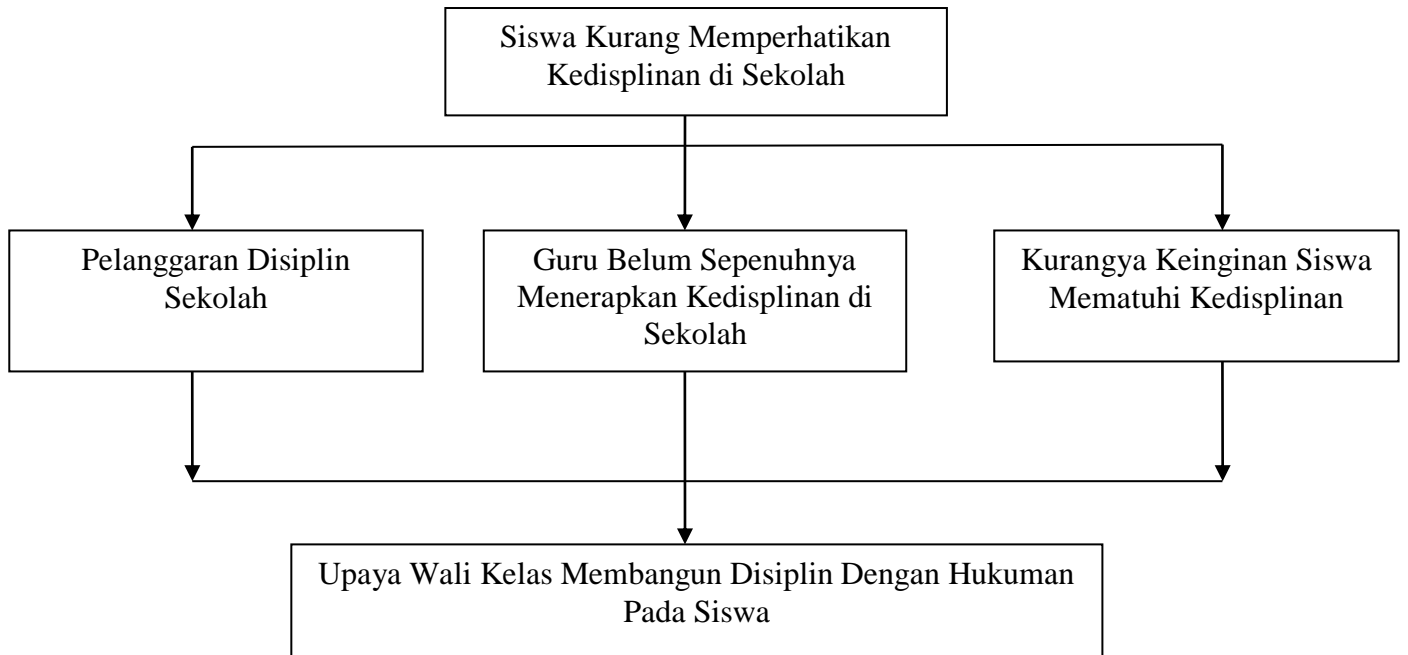 Siswa Kurang Memperhatikan
Kedisplinan di Sekolah
Pelanggaran Disiplin
Sekolah
Guru Belum Sepenuhnya
Menerapkan Kedisplinan di
Sekolah
Kurangya Keinginan Siswa
Mematuhi Kedisplinan
Upaya Wali Kelas Membangun Disiplin Dengan Hukuman
Pada Siswa